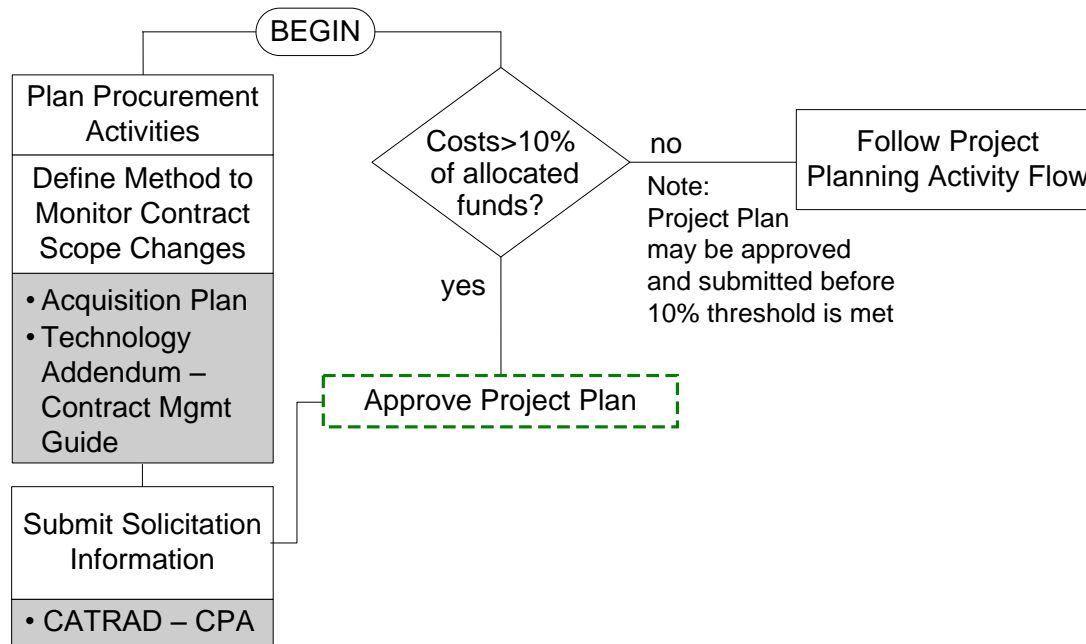 BEGIN
Plan Procurement
Activities
Define Method to
Monitor Contract
Scope Changes
• Acquisition Plan
• Technology
Addendum –
Contract Mgmt
Guide
Submit Solicitation
Information
• CATRAD – CPA
Costs>10%
of allocated
funds?
no
Note:
Project Plan
may be approved
and submitted before
10% threshold is met
Follow Project
Planning Activity Flow
yes
Approve Project Plan